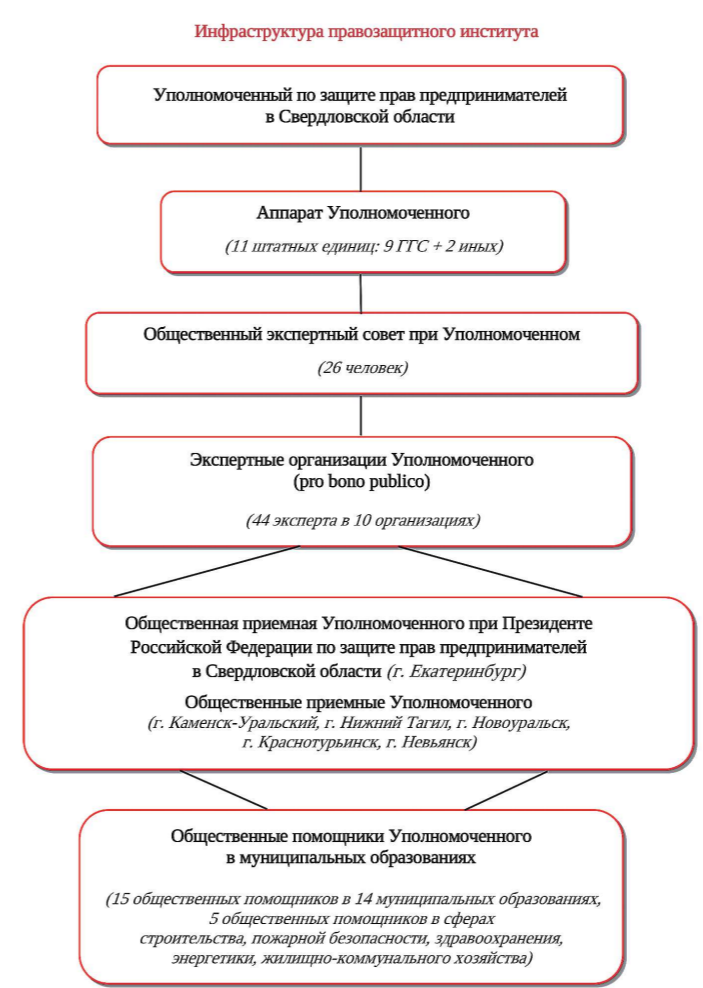 Инфраструктура правозащитного института
Уполномоченный по защите прав предпринимателей
в Свердловской области
Аппарат Уполномоченного
(11 штатных единиц: 9 ГГС + 2 иных)
Общественный экспертный совет при Уполномоченном
(26 человек)
Экспертные организации Уполномоченного
(pro bono publico)
(44 эксперта в 10 организациях)
Общественная приемная Уполномоченного при Президенте
Российской Федерации по защите прав предпринимателей
в Свердловской области (г. Екатеринбург)
Общественные приемные Уполномоченного
(г. Каменск-Уральский, г. Нижний Тагил, г. Новоуральск,
г. Краснотурьинск, г. Невьянск)
Общественные помощники Уполномоченного
в муниципальных образованиях
(15 общественных помощников в 14 муниципальных образованиях,
5 общественных помощников в сферах
строительства, пожарной безопасности, здравоохранения,
энергетики, жилищно-коммунального хозяйства)